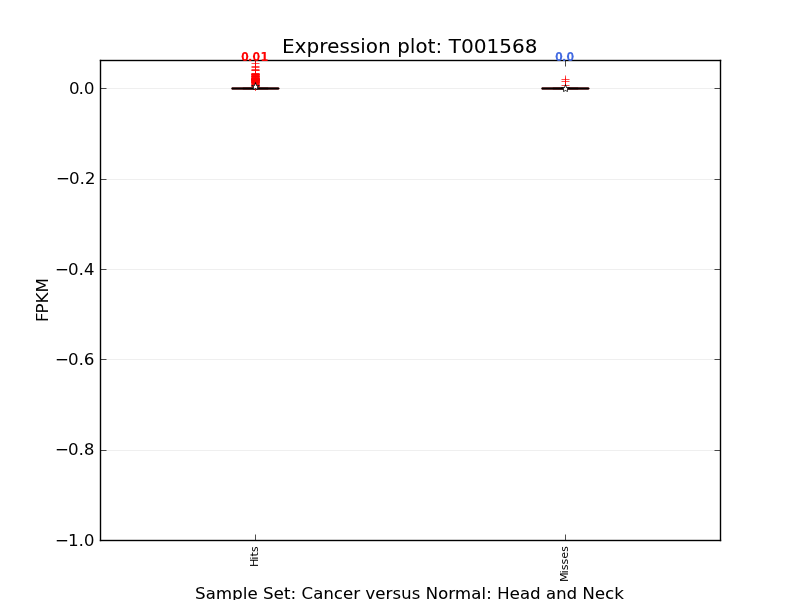 Expression plot: T001568
0.01
0.0
0.0
−0.2
−0.4
−0.6
−0.8
−1.0
FPKM
Hits
Misses
Sample Set: Cancer versus Normal: Head and Neck